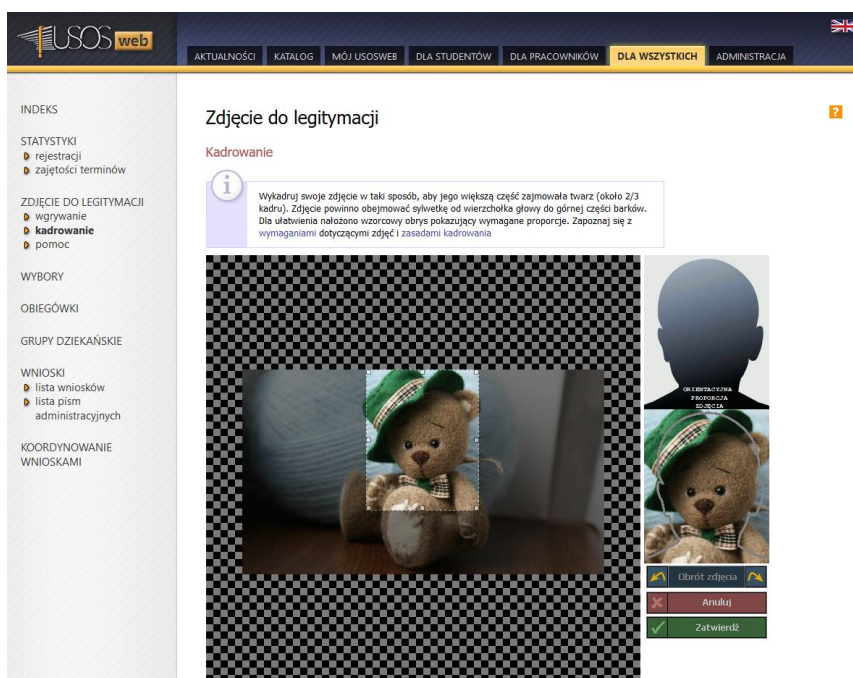 USOS web
AKTUALNOŚCI KATALOG MÓJ USOSWEB DLA STUDENTÓW DLA PRACOWNIKÓW DLA WSZYSTKICH ADMINISTRACJA
INDEKS
STATYSTYKI
rejestracji
zajętości terminów
ZDJĘCIE DO LEGITYMACJI
wgrywanie
kadrowanie
pomoc
WYBORY
OBIEGÓWKI
GRUPY DZIEKAŃSKIE
WNIOSKI
lista wniosków
lista pism
administracyjnych
KOORDYNOWANIE
WNIOSKAMI
Zdjęcie do legitymacji
?
Kadrowanie
i
Wykadruj swoje zdjęcie w taki sposób, aby jego większą część zajmowała twarz (około 2/3
kadru). Zdjęcie powinno obejmować sylwetkę od wierzchołka głowy do górnej części barków.
Dla ułatwienia nałożono wzorcowy obrys pokazujący wymagane proporcje. Zapoznaj się z
wymaganiami dotyczącymi zdjęć i zasadami kadrowania
ORIENTACYJNA
PROPORCJA
ZDJĘCIA
Obrót zdjęcia
Anuluj
Zatwierdź